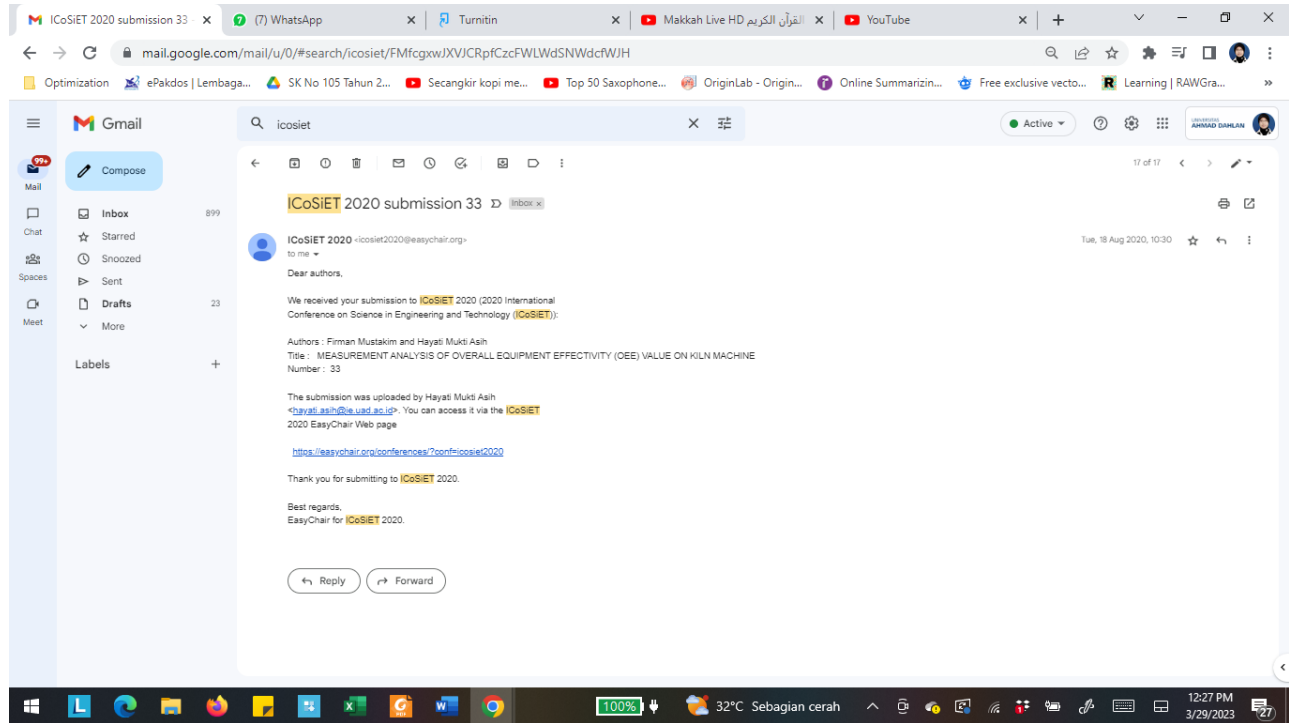 ICoSiET 2020 submission 33 -
(7) WhatsApp
Turnitin
Makkah Live HD القرآن الكريم
YouTube
mail.google.com/mail/u/0/#search/icosiet/FMfcgxwJXVJCRpfCzcFWLWdSNWdcfWJH
Optimization
ePakdos | Lembaga...
SK No 105 Tahun 2...
Secangkir kopi me...
Top 50 Saxophone...
OriginLab - Origin...
Online Summarizin...
Free exclusive vecto...
Learning | RAWGra...
»
Gmail
icosiet
Active
UNIVERSITAS
AHMAD DAHLAN
99+
Mail
Chat
Spaces
Meet
Compose
Inbox 899
Starred
Snoozed
Sent
Drafts 23
More
Labels +
17 of 17
ICoSiET 2020 submission 33 Inbox x
ICoSiET 2020 <icosiet2020@easychair.org> Tue, 18 Aug 2020, 10:30
to me
Dear authors,
We received your submission to ICoSiET 2020 (2020 International
Conference on Science in Engineering and Technology (ICoSiET)):
Authors : Firman Mustakim and Hayati Mukti Asih
Title : MEASUREMENT ANALYSIS OF OVERALL EQUIPMENT EFFECTIVITY (OEE) VALUE ON KILN MACHINE
Number : 33
The submission was uploaded by Hayati Mukti Asih
<hayati.asih@ie.uad.ac.id>. You can access it via the ICoSiET
2020 EasyChair Web page
https://easychair.org/conferences/?conf=icosiet2020
Thank you for submitting to ICoSiET 2020.
Best regards,
EasyChair for ICoSiET 2020.
Reply
Forward
100%
32°C Sebagian cerah
12:27 PM
3/29/2023
27